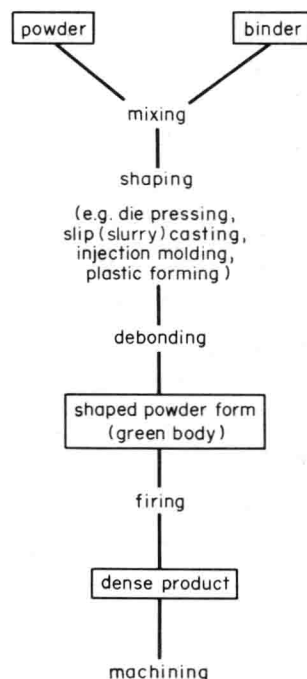 powder
binder
mixing
shaping
(e.g. die pressing,
slip (slurry) casting,
injection molding,
plastic forming)
debonding
shaped powder form
(green body)
firing
dense product
machining